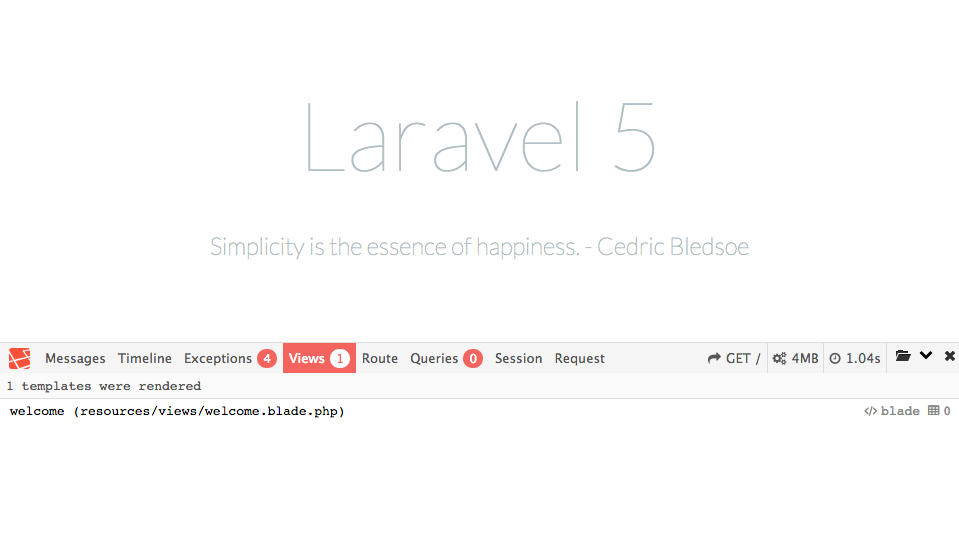 Laravel 5
Simplicity is the essence of happiness. - Cedric Bledsoe
Messages Timeline Exceptions 4 Views 1 Route Queries 0 Session Request GET / 4MB 1.04s
1 templates were rendered
welcome (resources/views/welcome.blade.php) blade 0